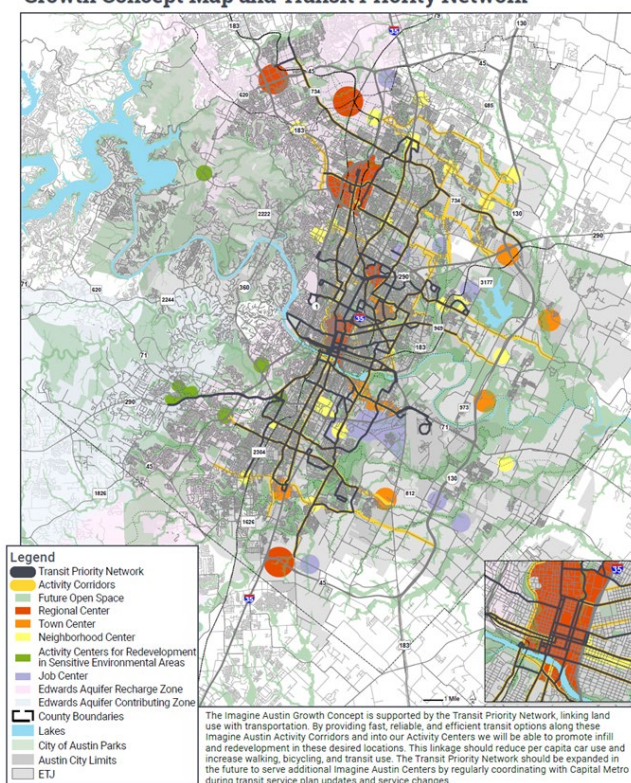 Growth Concept Map and Transit Priority Network
183
35
130
45
45
620
734
685
183
734
130
2222
290
71
620
360
290
3177
2244
1
35
969
183
71
290
973
71
2304
45
130
1826
812
1626
45
35
183
1 Mile
35
Legend
Transit Priority Network
Activity Corridors
Future Open Space
Regional Center
Town Center
Neighborhood Center
Activity Centers for Redevelopment
in Sensitive Environmental Areas
Job Center
Edwards Aquifer Recharge Zone
Edwards Aquifer Contributing Zone
County Boundaries
Lakes
City of Austin Parks
Austin City Limits
ETJ
The Imagine Austin Growth Concept is supported by the Transit Priority Network, linking land
use with transportation. By providing fast, reliable, and efficient transit options along these
Imagine Austin Activity Corridors and into our Activity Centers we will be able to promote infill
and redevelopment in these desired locations. This linkage should reduce per capita car use and
increase walking, bicycling, and transit use. The Transit Priority Network should be expanded in
the future to serve additional Imagine Austin Centers by regularly coordinating with Capital Metro
during transit service plan updates and service changes